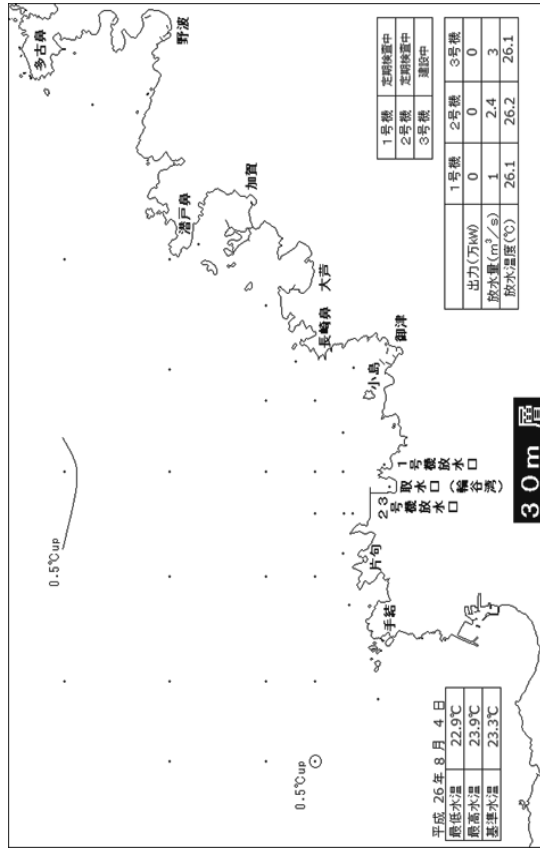 多古鼻
0.5℃up
野波
潜戸鼻
加賀
0.5℃up
大芦
長崎鼻
小島
御津
片句
手結
1号機放水口
取水口（輪谷湾）
2 3
号機放水口
1号機 定期検査中
2号機 定期検査中
3号機 建設中
平成 26年 8月 4日
最低水温 22.9℃
最高水温 23.9℃
基準水温 23.3℃
1号機 2号機 3号機
出力(万kW) 0 0 0
放水量(m³／s) 1 2.4 3
放水温度(℃) 26.1 26.2 26.1
30m 層